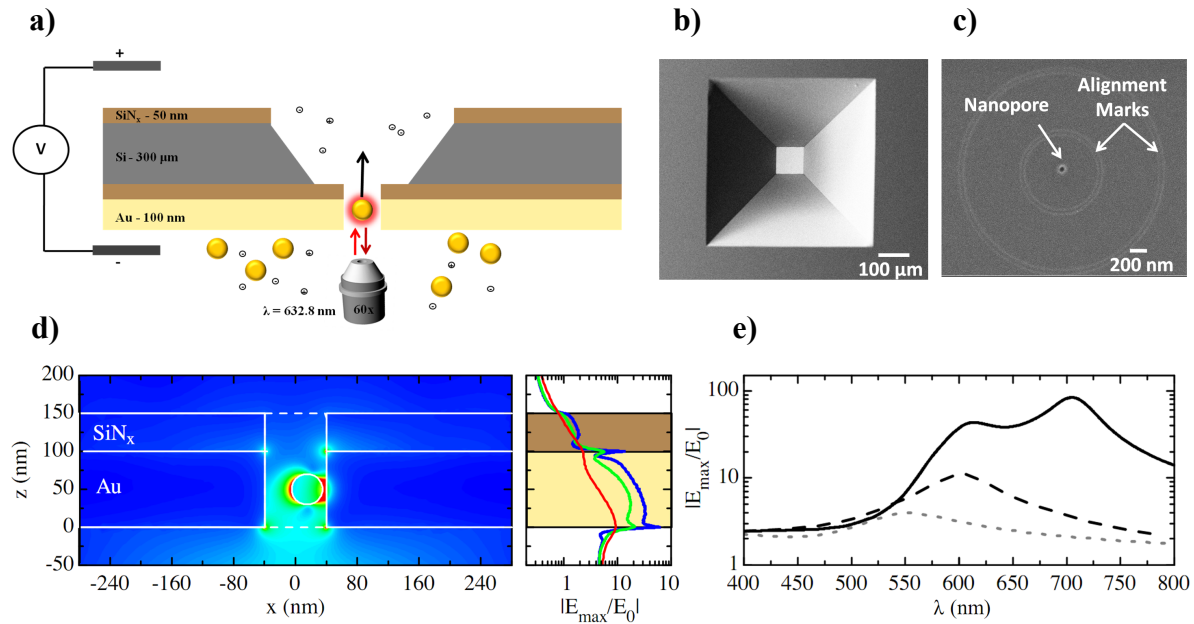 a)
+
V
-
SiNx - 50 nm
Si - 300 μm
Au - 100 nm
λ = 632.8 nm
60x
b)
100 μm
c)
Nanopore
Alignment
Marks
200 nm
d)
200
150
100
50
0
-50
z (nm)
SiNx
Au
-240
-160
-80
0
80
160
240
x (nm)
1
10
10
|Emax/E0|
e)
100
10
1
|Emax/E0|
400
450
500
550
600
650
700
750
800
λ (nm)